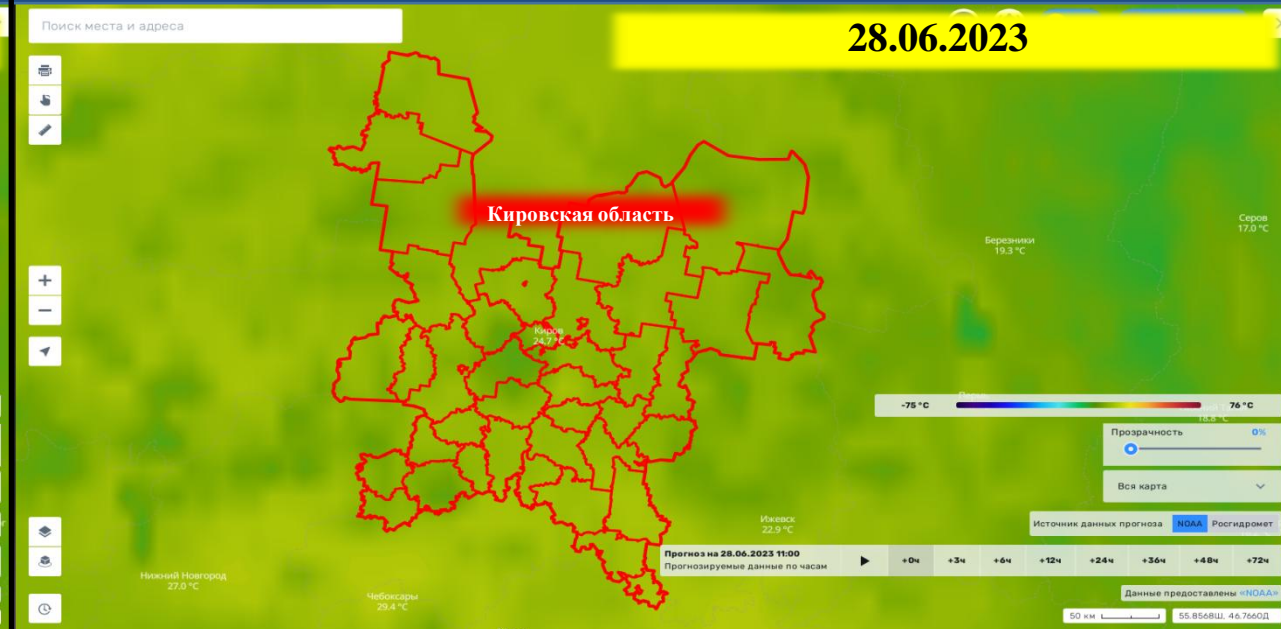 Поиск места и адреса
28.06.2023
Кировская область
Серов
17.0 °C
Березники
19.3 °C
Киров
24.7 °C
-75 °C
76 °C
18.8 °C
Прозрачность
0%
Вся карта
Ижевск
22.9 °C
Источник данных прогноза NOAA Росгидромет
Прогноз на 28.06.2023 11:00
Прогнозируемые данные по часам
+0ч +3ч +6ч +12ч +24ч +36ч +48ч +72ч
Нижний Новгород
27.0 °C
Чебоксары
29.4 °C
Данные предоставлены «NOAA»
50 км
55.8568Ш, 46.7660Д